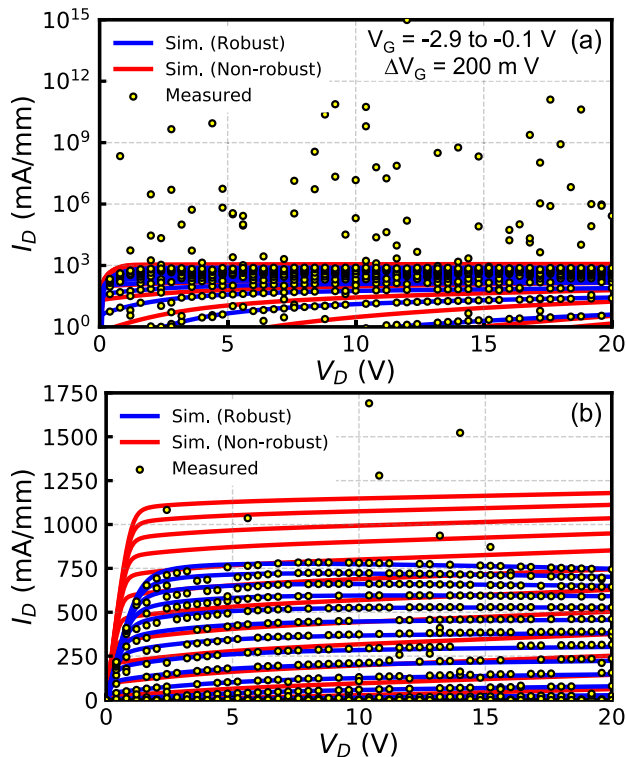 10^15
10^12
10^9
10^6
10^3
10^0
I_D (mA/mm)
Sim. (Robust)
Sim. (Non-robust)
Measured
V_G = -2.9 to -0.1 V
ΔV_G = 200 m V
(a)
0 5 10 15 20
V_D (V)
1750
1500
1250
1000
750
500
250
0
I_D (mA/mm)
Sim. (Robust)
Sim. (Non-robust)
Measured
(b)
0 5 10 15 20
V_D (V)